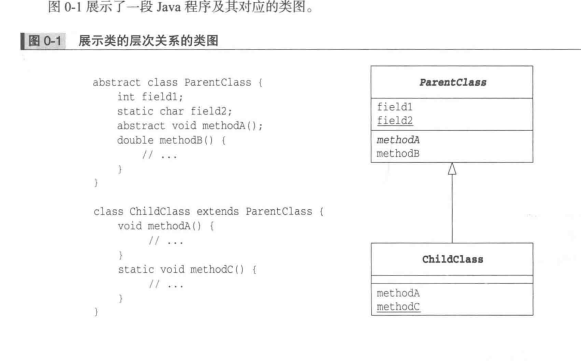 图 0-1 展示了一段 Java 程序及其对应的类图。
图 0-1 展示类的层次关系的类图
abstract class ParentClass {
    int field1;
    static char field2;
    abstract void methodA();
    double methodB() {
        // ...
    }
}
class ChildClass extends ParentClass {
    void methodA() {
        // ...
    }
    static void methodC() {
        // ...
    }
}
ParentClass
field1
field2
methodA
methodB
ChildClass
methodA
methodC